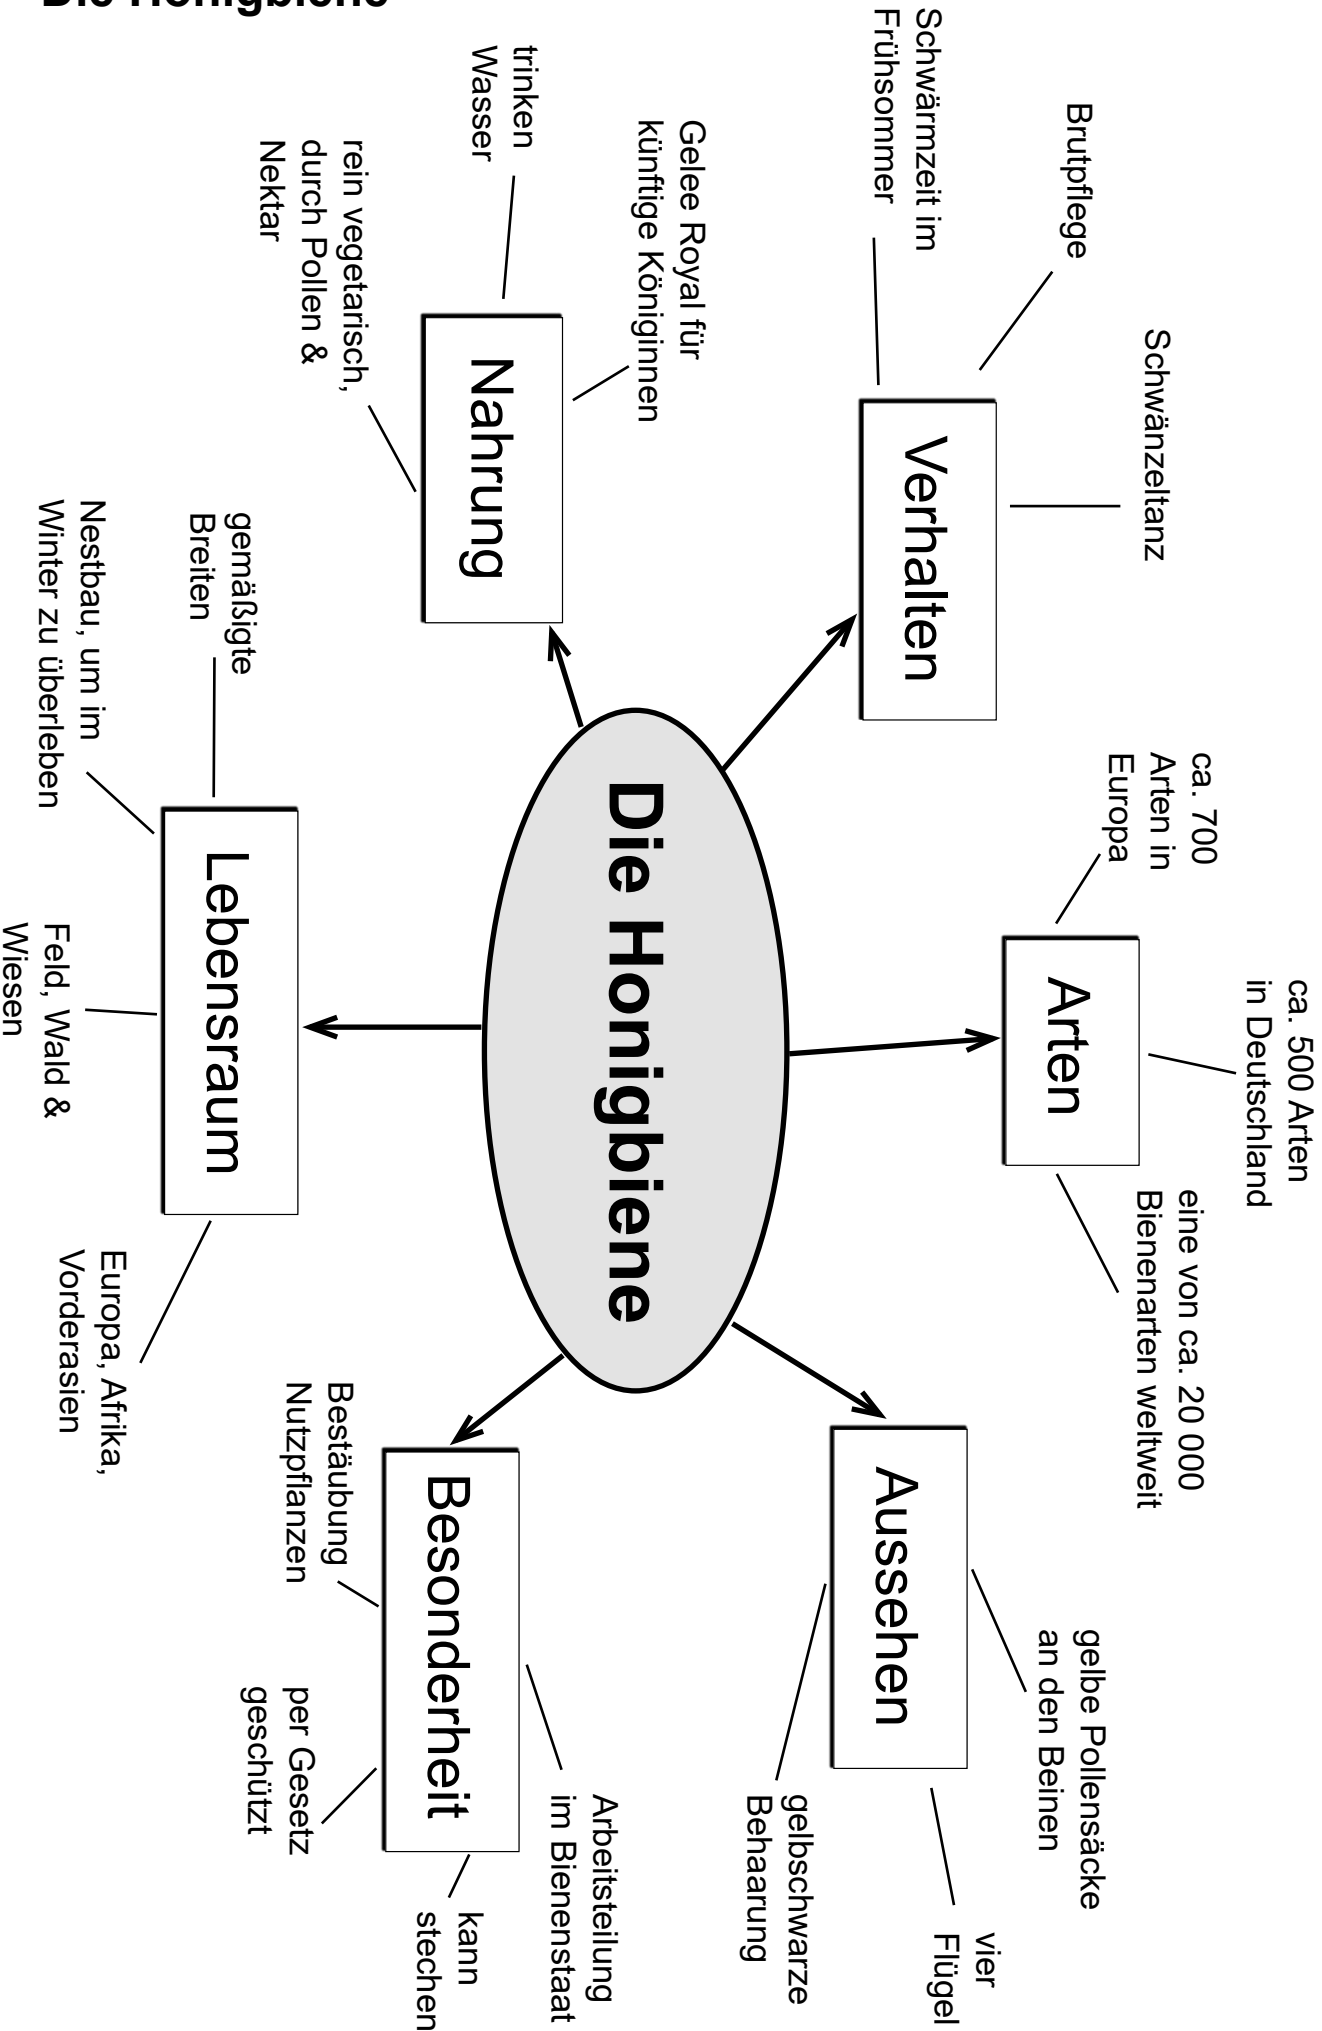 Die Honigbiene
Schwänzeltanz
Brutpflege
Schwärmzeit im
Frühsommer
Verhalten
ca. 700
Arten in
Europa
ca. 500 Arten
in Deutschland
eine von ca. 20 000
Bienenarten weltweit
Arten
gelbe Pollensäcke
an den Beinen
vier
Flügel
gelbschwarze
Behaarung
Aussehen
Die Honigbiene
Gelee Royal für
künftige Königinnen
trinken
Wasser
rein vegetarisch,
durch Pollen &
Nektar
Nahrung
gemäßigte
Breiten
Nestbau, um im
Winter zu überleben
Feld, Wald &
Wiesen
Europa, Afrika,
Vorderasien
Lebensraum
Arbeitsteilung
im Bienenstaat
kann
stechen
per Gesetz
geschützt
Bestäubung
Nutzpflanzen
Besonderheit